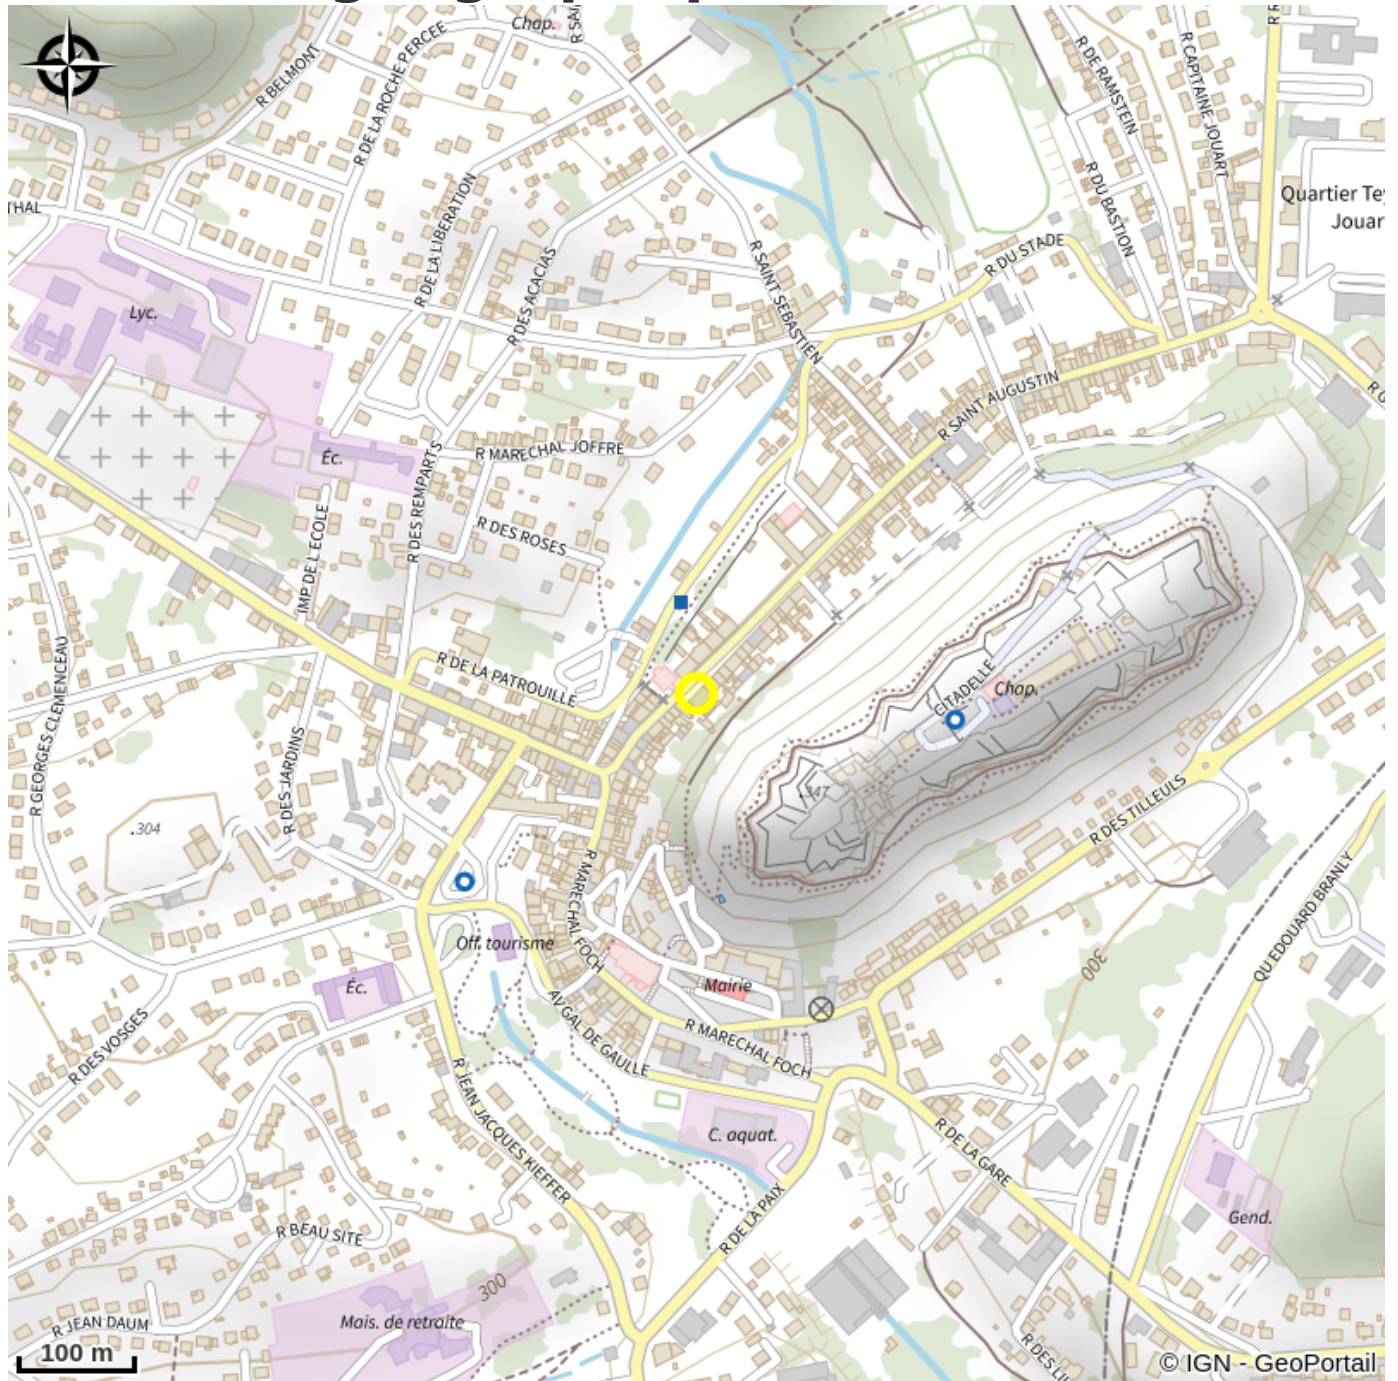 Chap.
R BELMONT
R DE LA ROCHE PERCEE
R DE RAMSTEIN
R CAPITAINE JOUART
R DU BASTION
Quartier Te
Jouar
THAL
R DE LA LIBERATION
R DES ACACIAS
R SAINT SEBASTIEN
R DU STADE
Lyc.
R SAINT AUGUSTIN
Éc.
R MARECHAL JOFFRE
R DES REMPARTS
R DES ROSES
IMP DE L'ECOLE
R DE LA PATROUILLE
R GEORGES CLEMENCEAU
R DES JARDINS
CITADELLE
Chap.
.347
.304
R DES TILLEULS
R MARECHAL FOCH
QU EDOUARD BRANLY
Off. tourisme
300
Éc.
Mairie
AV GAL DE GAULLE
R MARECHAL FOCH
R DES VOSGES
R JEAN JACQUES KIEFFER
C. aquat.
R DE LA GARE
R DE LA PAIX
Gend.
R BEAU SITE
300
R JEAN DAUM
Mais. de retraite
100 m
© IGN - GeoPortail